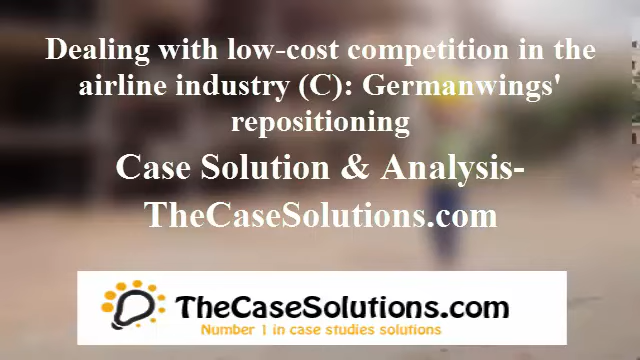 Dealing with low-cost competition in the
airline industry (C): Germanwings'
repositioning
Case Solution & Analysis-
TheCaseSolutions.com
TheCaseSolutions.com
Number 1 in case studies solutions